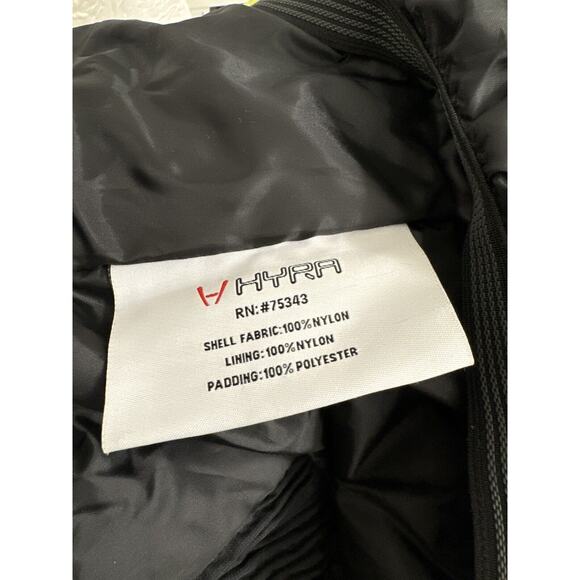 HYRA
RN:#75343
SHELL FABRIC:100% NYLON
LINING:100% NYLON
PADDING:100% POLYESTER